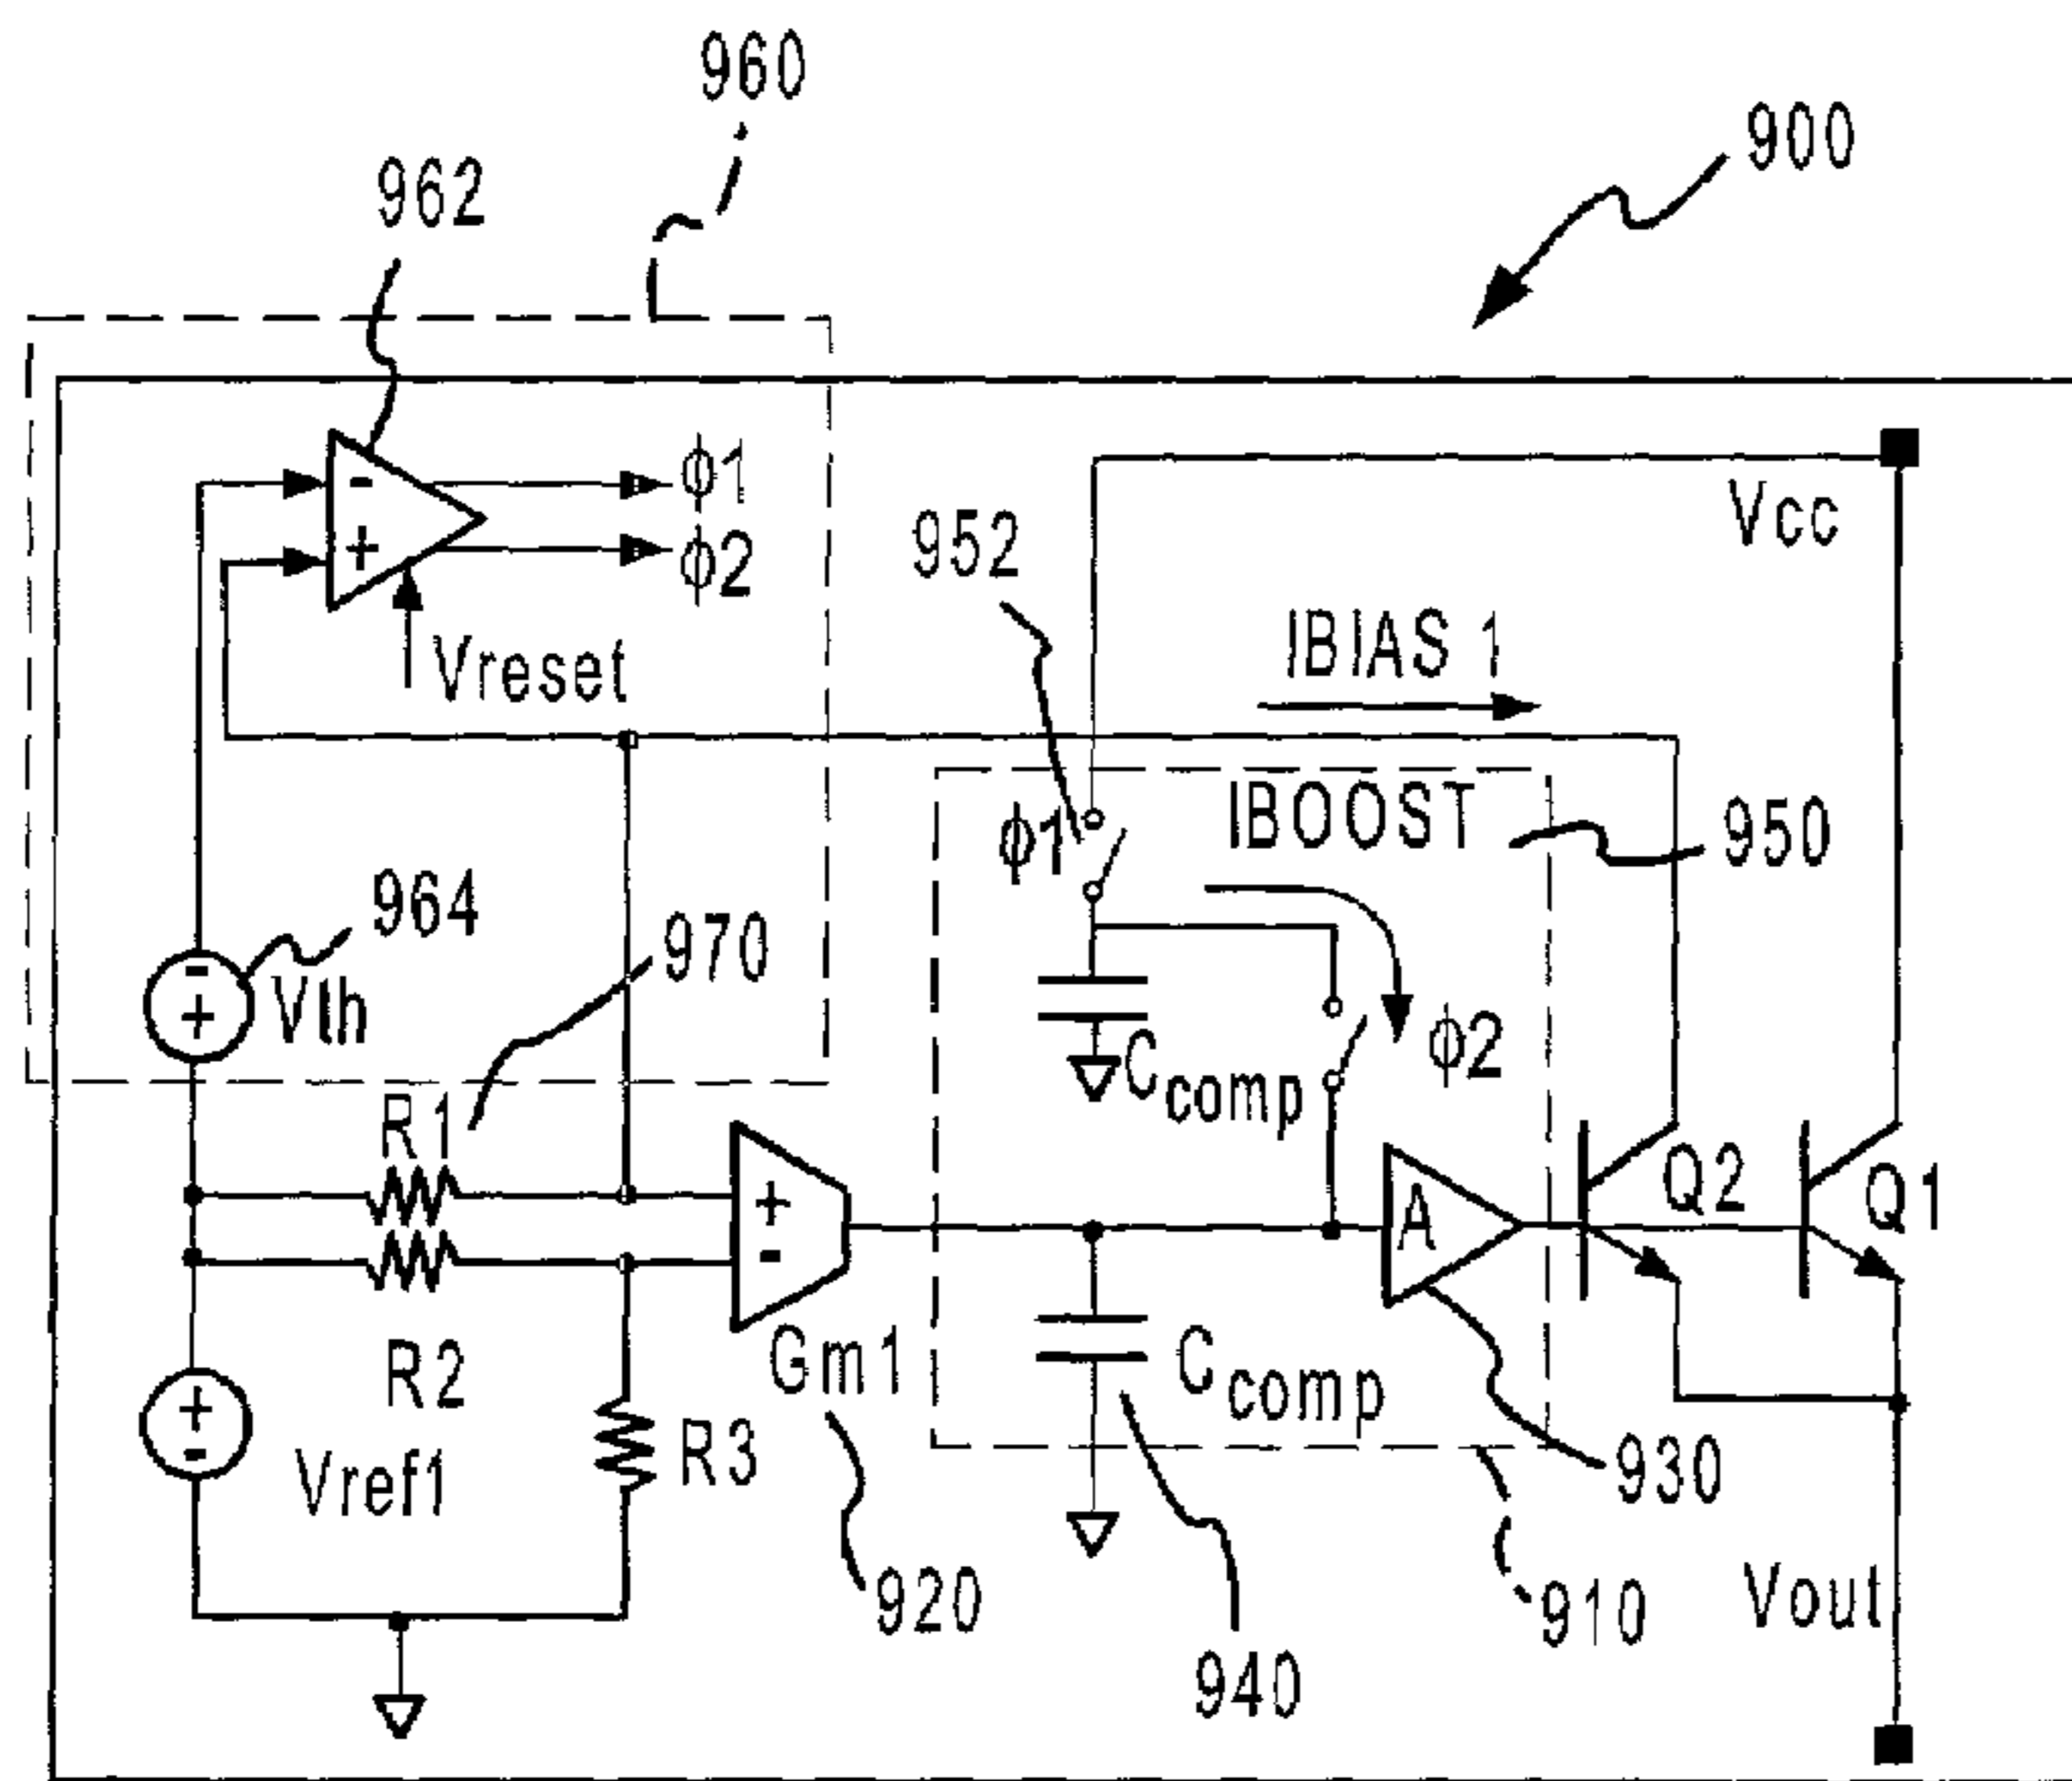 960
900
962
ϕ1
-
Vcc
952
+
ϕ2
IBIAS 1
Vreset
IBOOST
ϕ1
950
964
970
-
+
Vth
ϕ2
Ccomp
R1
Q2
Q1
+
-
A
R2
Gm1
Ccomp
+
-
Vref1
R3
930
920
910
Vout
940